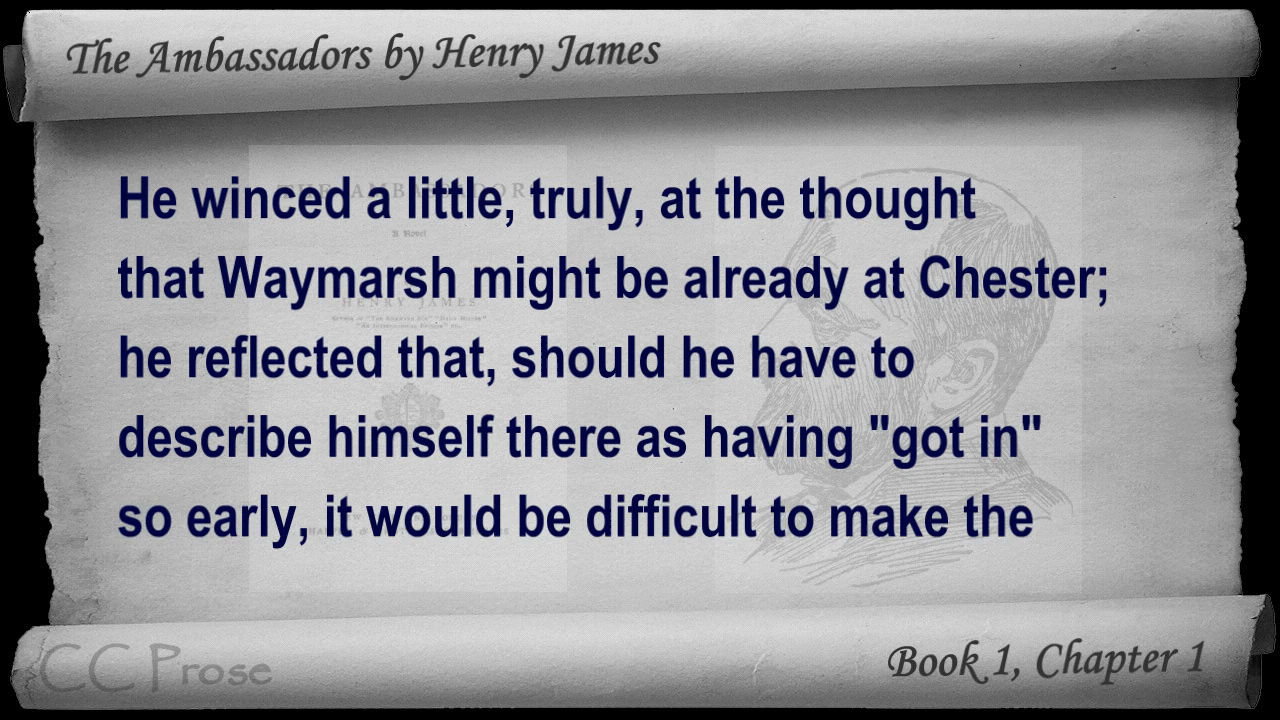 The Ambassadors by Henry James
He winced a little, truly, at the thought
that Waymarsh might be already at Chester;
he reflected that, should he have to
describe himself there as having "got in"
so early, it would be difficult to make the
CC Prose
Book 1, Chapter 1